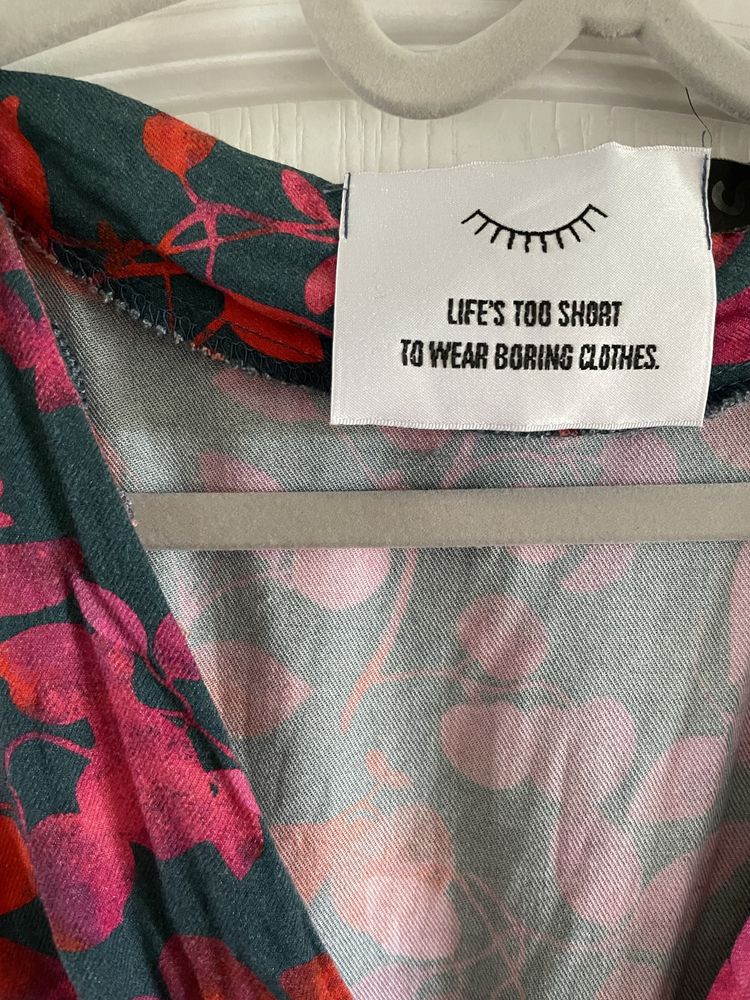 LIFE'S TOO SHORT
TO WEAR BORING CLOTHES.